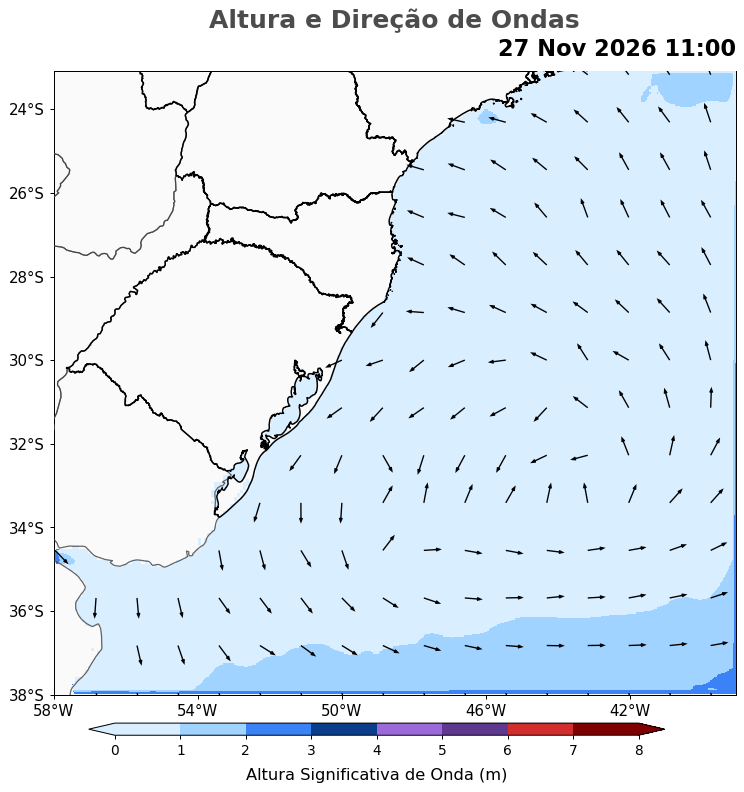 Altura e Direção de Ondas
27 Nov 2026 11:00
24°S
26°S
28°S
30°S
32°S
34°S
36°S
38°S
58°W 54°W 50°W 46°W 42°W
0 1 2 3 4 5 6 7 8
Altura Significativa de Onda (m)